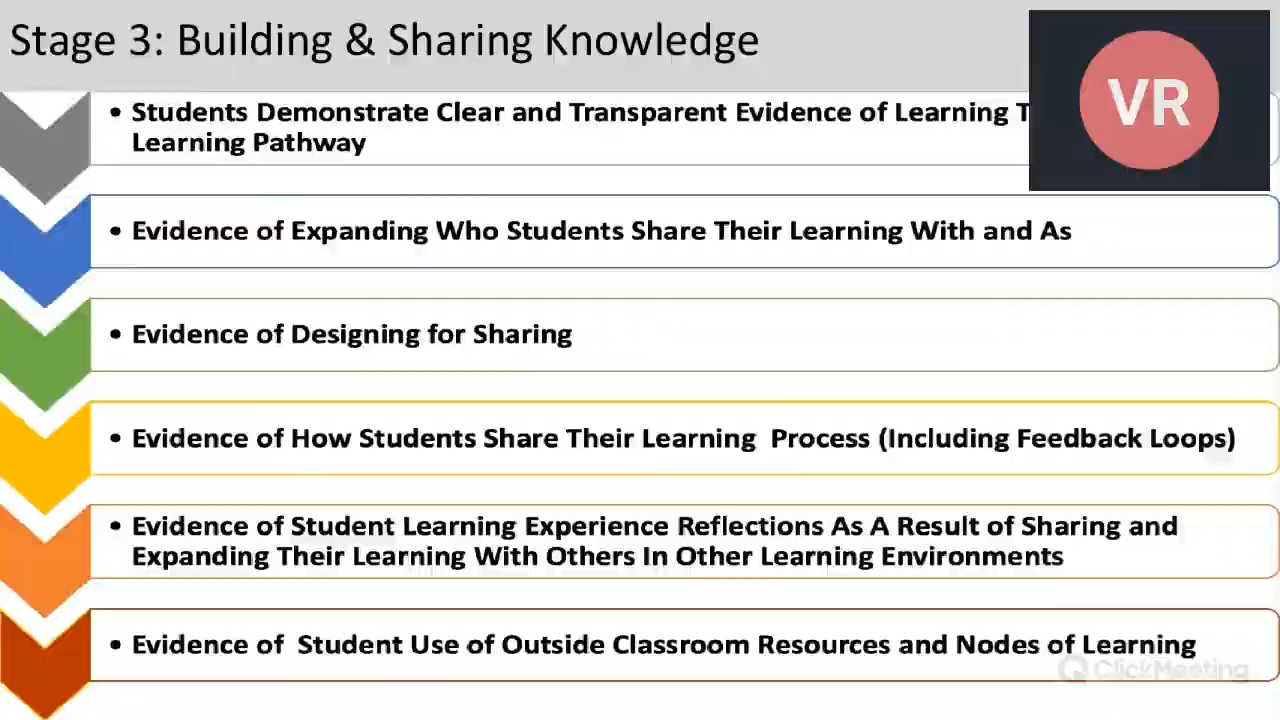 Stage 3: Building & Sharing Knowledge
VR
• Students Demonstrate Clear and Transparent Evidence of Learning
Learning Pathway
• Evidence of Expanding Who Students Share Their Learning With and As
• Evidence of Designing for Sharing
• Evidence of How Students Share Their Learning  Process (Including Feedback Loops)
• Evidence of Student Learning Experience Reflections As A Result of Sharing and
Expanding Their Learning With Others In Other Learning Environments
• Evidence of  Student Use of Outside Classroom Resources and Nodes of Learning
ClickMeeting